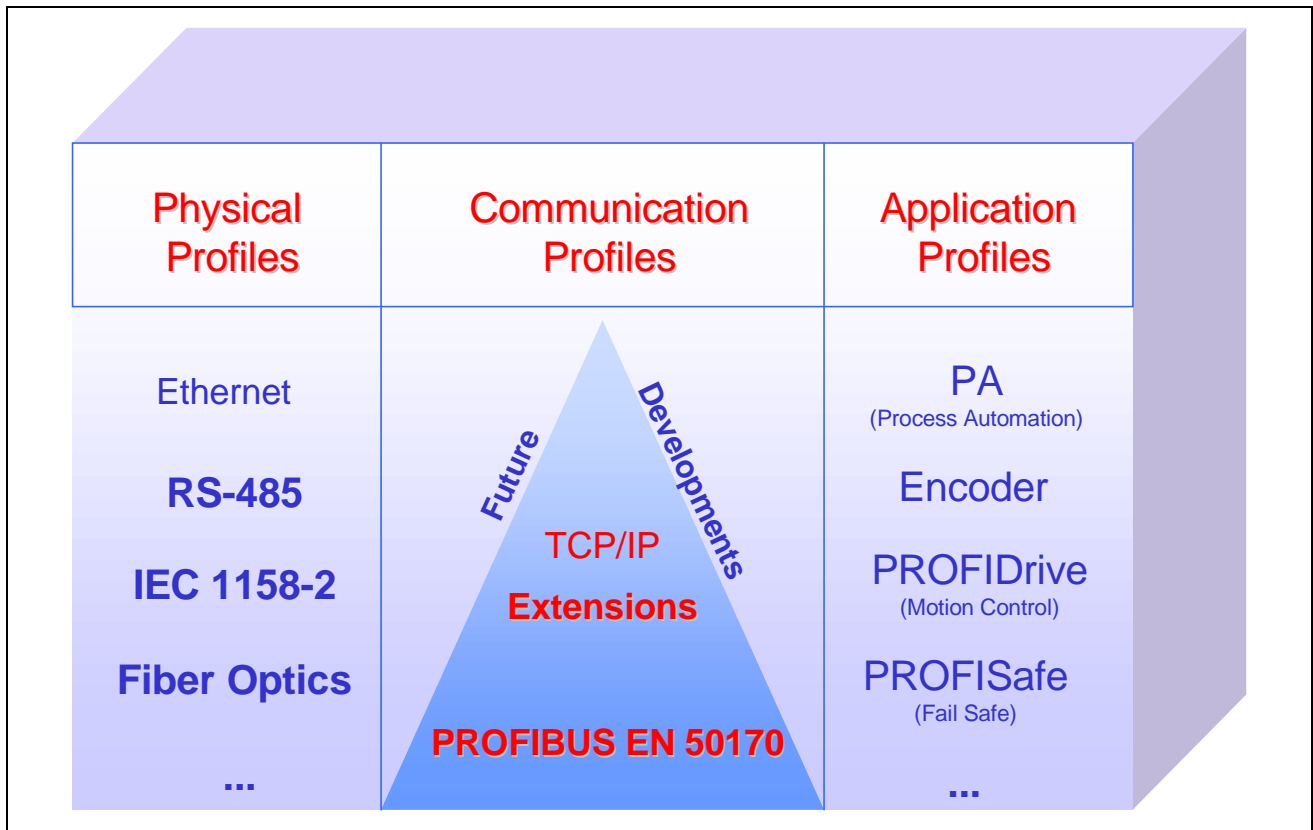 Physical
Profiles
Communication
Profiles
Application
Profiles
Ethernet
RS-485
IEC 1158-2
Fiber Optics
...
Future
Developments
TCP/IP
Extensions
PROFIBUS EN 50170
PA
(Process Automation)
Encoder
PROFIDrive
(Motion Control)
PROFISafe
(Fail Safe)
...